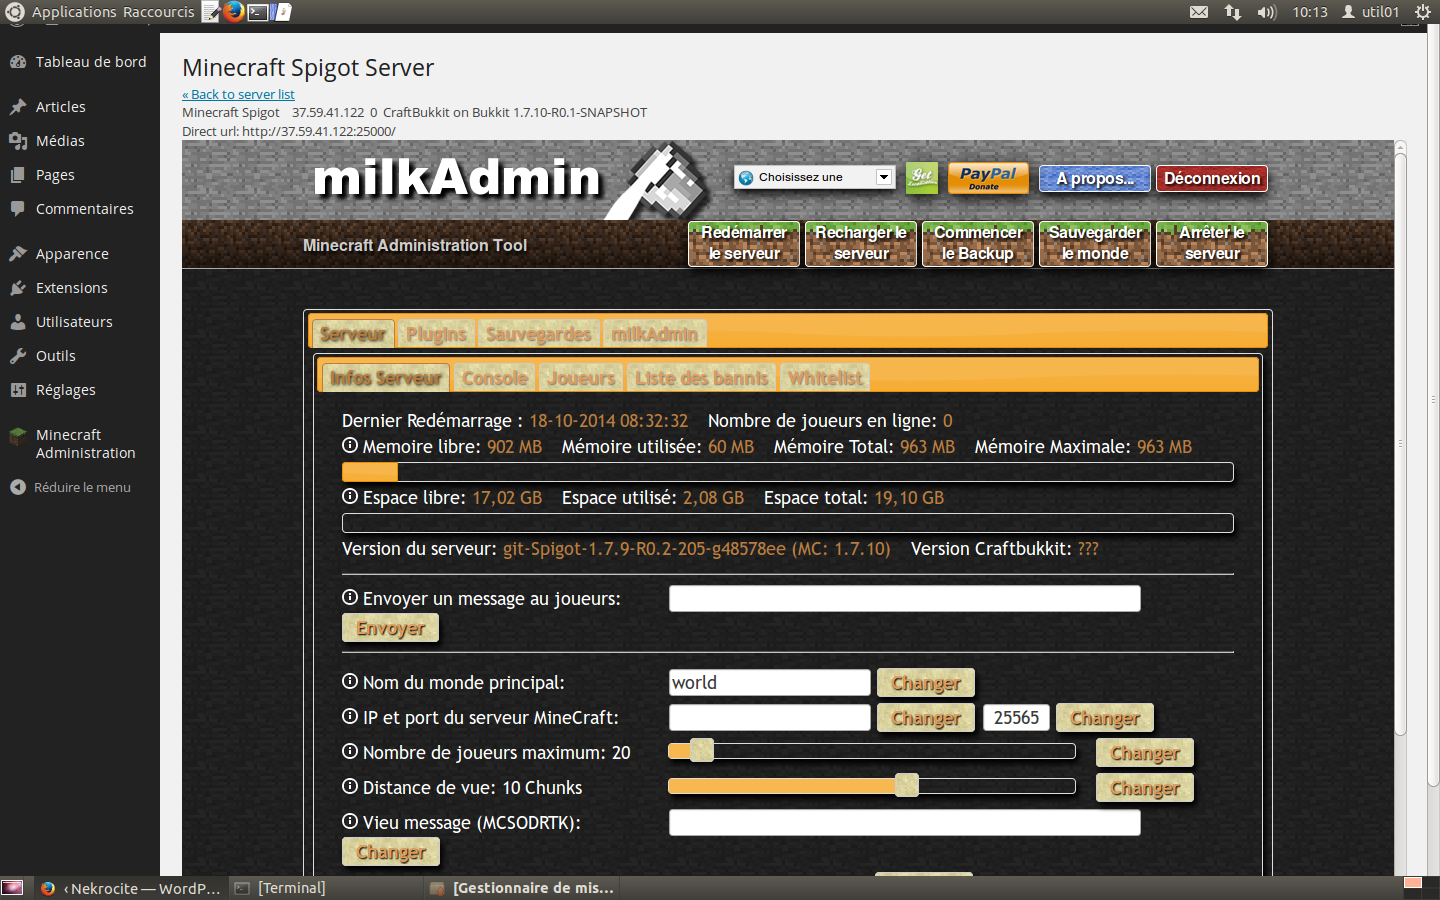 Applications Raccourcis 10:13 util01
Tableau de bord
Articles
Médias
Pages
Commentaires
Apparence
Extensions
Utilisateurs
Outils
Réglages
Minecraft
Administration
Réduire le menu
Minecraft Spigot Server
« Back to server list
Minecraft Spigot 37.59.41.122 0 CraftBukkit on Bukkit 1.7.10-R0.1-SNAPSHOT
Direct url: http://37.59.41.122:25000/
milkAdmin
Choisissez une
Get
PayPal
Donate
A propos...
Déconnexion
Minecraft Administration Tool
Redémarrer
le serveur
Recharger le
serveur
Commencer
le Backup
Sauvegarder
le monde
Arrêter le
serveur
Serveur Plugins Sauvegardes milkAdmin
Infos Serveur Console Joueurs Liste des bannis Whitelist
Dernier Redémarrage : 18-10-2014 08:32:32 Nombre de joueurs en ligne: 0
Memoire libre: 902 MB Mémoire utilisée: 60 MB Mémoire Total: 963 MB Mémoire Maximale: 963 MB
Espace libre: 17,02 GB Espace utilisé: 2,08 GB Espace total: 19,10 GB
Version du serveur: git-Spigot-1.7.9-R0.2-205-g48578ee (MC: 1.7.10) Version Craftbukkit: ???
Envoyer un message au joueurs:
Envoyer
Nom du monde principal: world Changer
IP et port du serveur MineCraft: Changer 25565 Changer
Nombre de joueurs maximum: 20 Changer
Distance de vue: 10 Chunks Changer
Vieu message (MCSODRTK):
Changer
‹ Nekrocite — WordP... [Terminal] [Gestionnaire de mis...